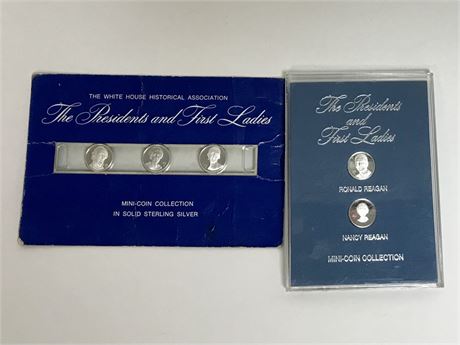 THE WHITE HOUSE HISTORICAL ASSOCIATION
The Presidents and First Ladies
MINI-COIN COLLECTION
IN SOLID STERLING SILVER
The Presidents
and
First Ladies
RONALD REAGAN
NANCY REAGAN
MINI-COIN COLLECTION